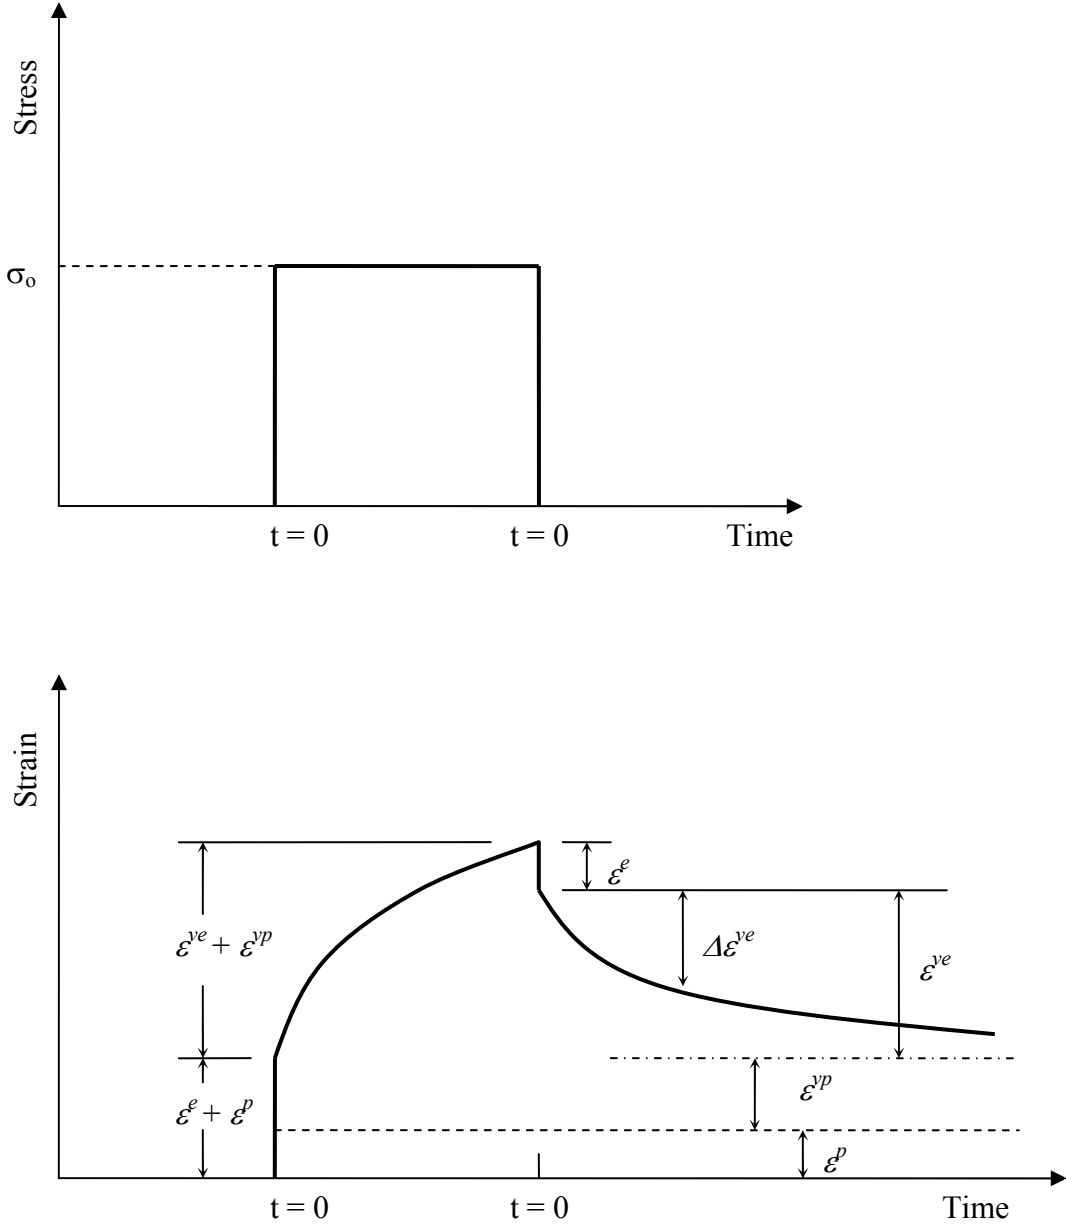 Stress
σo
t = 0
t = 0
Time
Strain
εe
εve + εvp
Δεve
εve
εvp
εe + εp
εp
t = 0
t = 0
Time